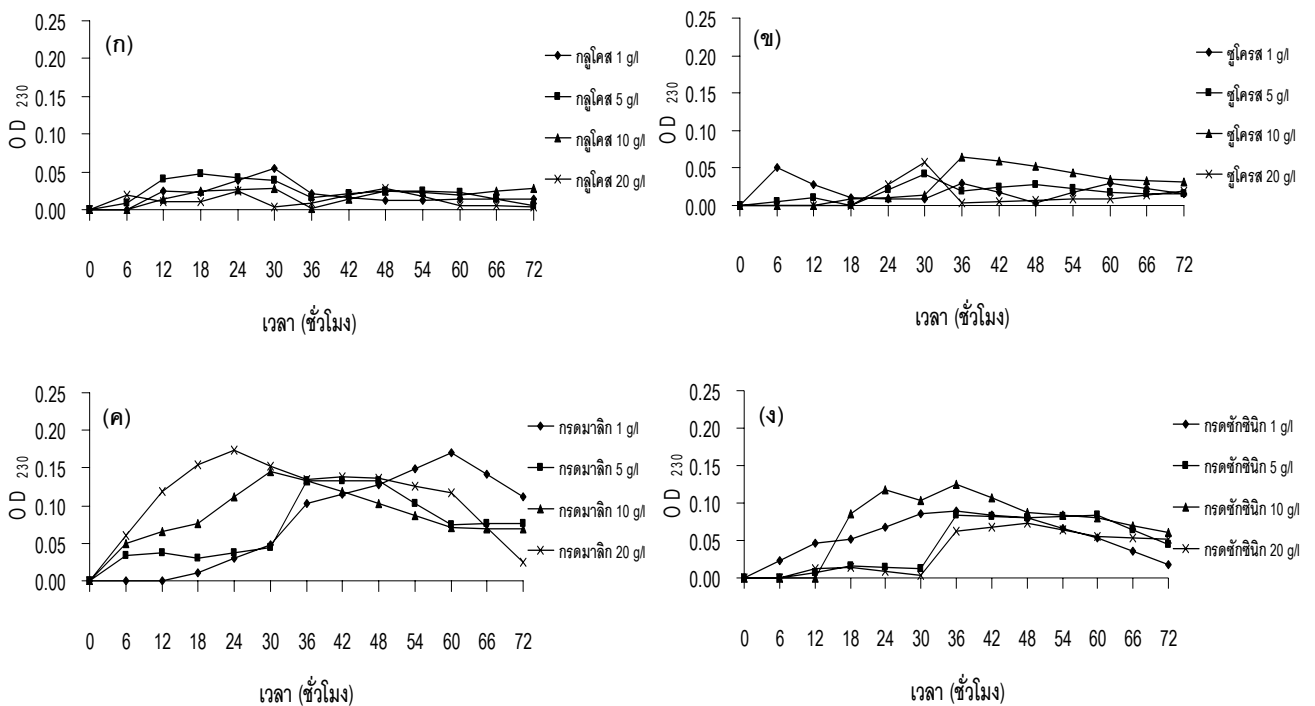 (ก)
0.25
0.20
0.15
0.10
0.05
0.00
OD 230
0 6 12 18 24 30 36 42 48 54 60 66 72
เวลา (ชั่วโมง)
กลูโคส 1 g/l
กลูโคส 5 g/l
กลูโคส 10 g/l
กลูโคส 20 g/l
(ข)
0.25
0.20
0.15
0.10
0.05
0.00
OD 230
0 6 12 18 24 30 36 42 48 54 60 66 72
เวลา (ชั่วโมง)
ซูโครส 1 g/l
ซูโครส 5 g/l
ซูโครส 10 g/l
ซูโครส 20 g/l
(ค)
0.25
0.20
0.15
0.10
0.05
0.00
OD 230
0 6 12 18 24 30 36 42 48 54 60 66 72
เวลา (ชั่วโมง)
กรดมาลิก 1 g/l
กรดมาลิก 5 g/l
กรดมาลิก 10 g/l
กรดมาลิก 20 g/l
(ง)
0.25
0.20
0.15
0.10
0.05
0.00
OD 230
0 6 12 18 24 30 36 42 48 54 60 66 72
เวลา (ชั่วโมง)
กรดซักซินิก 1 g/l
กรดซักซินิก 5 g/l
กรดซักซินิก 10 g/l
กรดซักซินิก 20 g/l